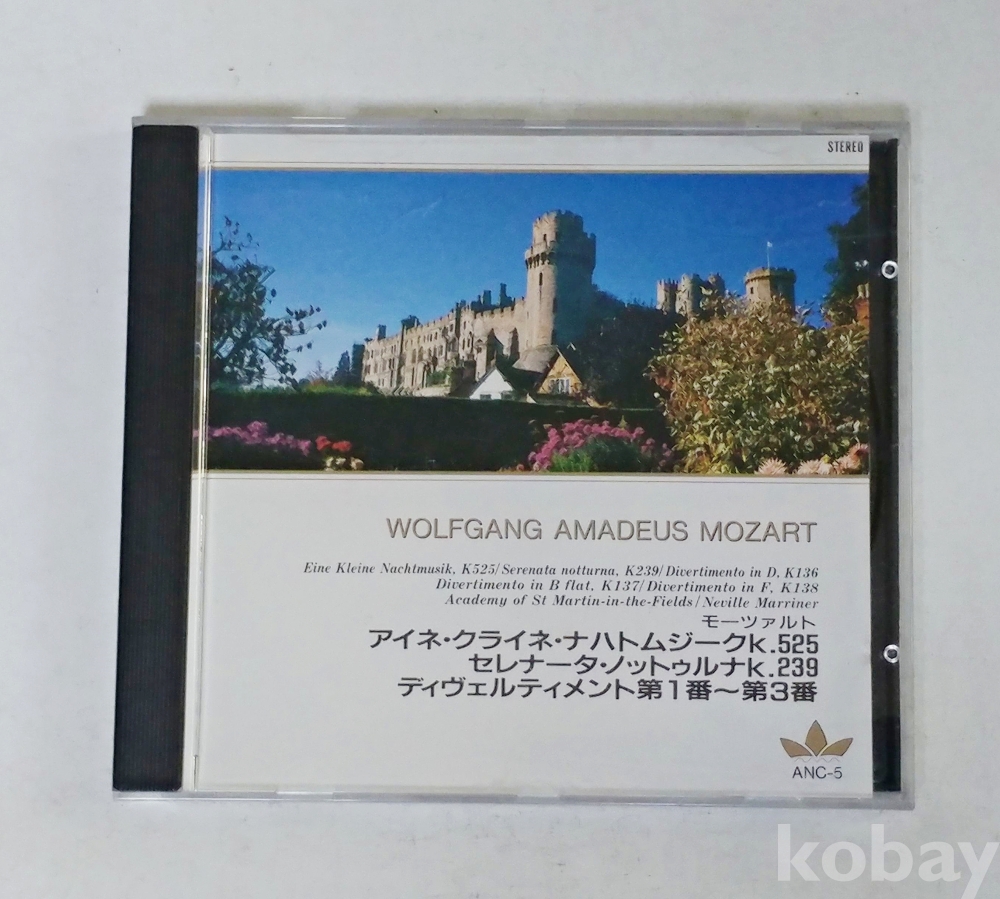 STEREO
WOLFGANG AMADEUS MOZART
Eine Kleine Nachtmusik, K525/Serenata notturna, K239/Divertimento in D, K136
Divertimento in B flat, K137/Divertimento in F, K138
Academy of St Martin-in-the-Fields/Neville Marriner
モーツァルト
アイネ・クライネ・ナハトムジークk.525
セレナータ・ノットゥルナk.239
ディヴェルティメント第1番〜第3番
ANC-5
kobay